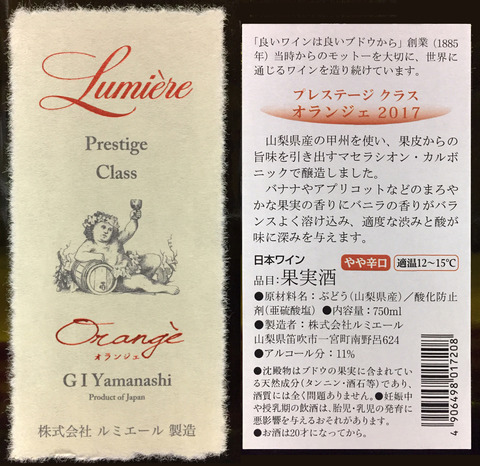 Lumière
Prestige
Class
Orangè
オランジェ
G I Yamanashi
Product of Japan
株式会社 ルミエール 製造
「良いワインは良いブドウから」創業 (1885
年) 当時からのモットーを大切に、世界に
通じるワインを造り続けています。
プレステージ クラス
オランジェ 2017
山梨県産の甲州を使い、果皮からの
旨味を引き出すマセラシオン・カルボ
ニックで醸造しました。
バナナやアプリコットなどのまろや
かな果実の香りにバニラの香りがバラ
ンスよく溶け込み、適度な渋みと酸が
味に深みを与えます。
日本ワイン やや辛口 適温12～15℃
品目:果実酒
●原材料名：ぶどう(山梨県産)／酸化防止
剤(亜硫酸塩) ●内容量：750ml
●製造者：株式会社ルミエール
山梨県笛吹市一宮町南野呂624
●アルコール分：11%
●沈殿物はブドウの果実に含まれている
天然成分(タンニン・酒石等)であり、
酒質には全く問題ありません。●妊娠
中や授乳期の飲酒は、胎児・乳児の発育に
悪影響を与えるおそれがあります。
●お酒は20才になってから。
4 906498 017208